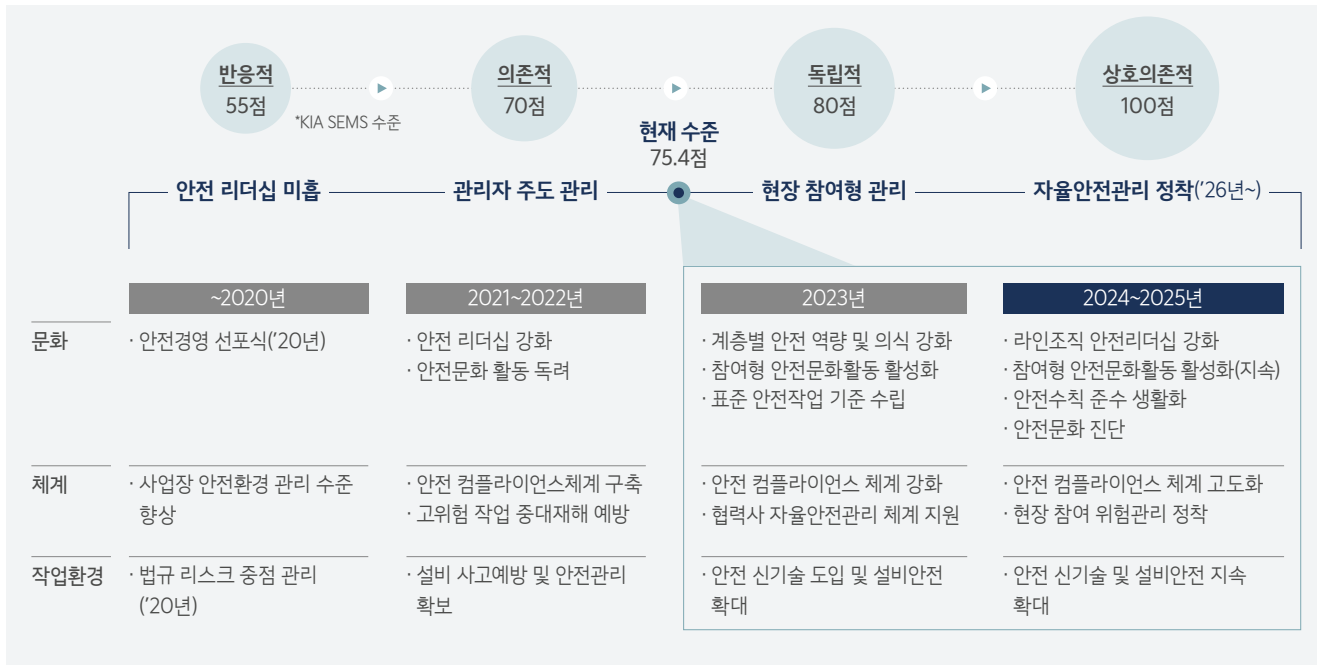 반응적
55점
*KIA SEMS 수준
의존적
70점
현재 수준
75.4점
독립적
80점
상호의존적
100점
안전 리더십 미흡
관리자 주도 관리
현장 참여형 관리
자율안전관리 정착('26년~)
~2020년
2021~2022년
2023년
2024~2025년
문화
· 안전경영 선포식('20년)
· 안전 리더십 강화
· 안전문화 활동 독려
· 계층별 안전 역량 및 의식 강화
· 참여형 안전문화활동 활성화
· 표준 안전작업 기준 수립
· 라인조직 안전리더십 강화
· 참여형 안전문화활동 활성화(지속)
· 안전수칙 준수 생활화
· 안전문화 진단
체계
· 사업장 안전환경 관리 수준
향상
· 안전 컴플라이언스체계 구축
· 고위험 작업 중대재해 예방
· 안전 컴플라이언스 체계 강화
· 협력사 자율안전관리 체계 지원
· 안전 컴플라이언스 체계 고도화
· 현장 참여 위험관리 정착
작업환경
· 법규 리스크 중점 관리
('20년)
· 설비 사고예방 및 안전관리
확보
· 안전 신기술 도입 및 설비안전
확대
· 안전 신기술 및 설비안전 지속
확대